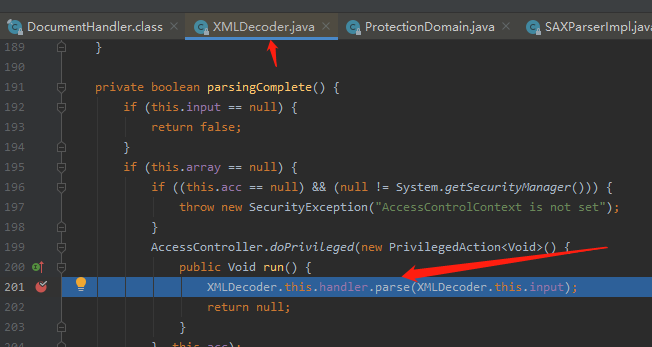 DocumentHandler.class XMLDecoder.java ProtectionDomain.java SAXParserImpl.java
189 }
190
191 private boolean parsingComplete() {
192 if (this.input == null) {
193 return false;
194 }
195 if (this.array == null) {
196 if ((this.acc == null) && (null != System.getSecurityManager())) {
197 throw new SecurityException("AccessControlContext is not set");
198 }
199 AccessController.doPrivileged(new PrivilegedAction<Void>() {
200 public Void run() {
201 XMLDecoder.this.handler.parse(XMLDecoder.this.input);
202 return null;
203 }